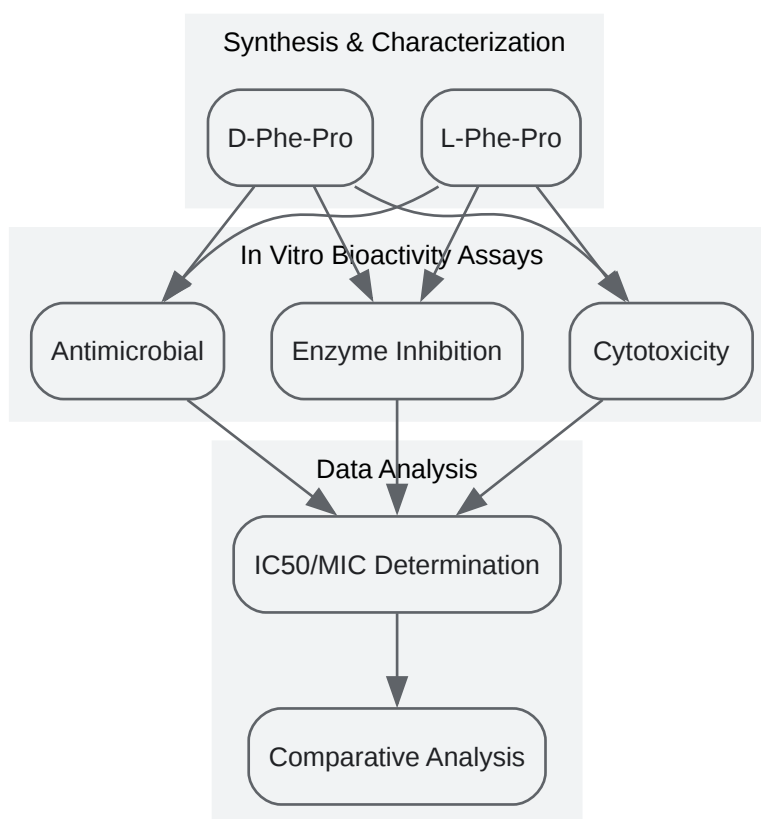 Synthesis & Characterization
D-Phe-Pro
L-Phe-Pro
In Vitro Bioactivity Assays
Antimicrobial
Enzyme Inhibition
Cytotoxicity
Data Analysis
IC50/MIC Determination
Comparative Analysis